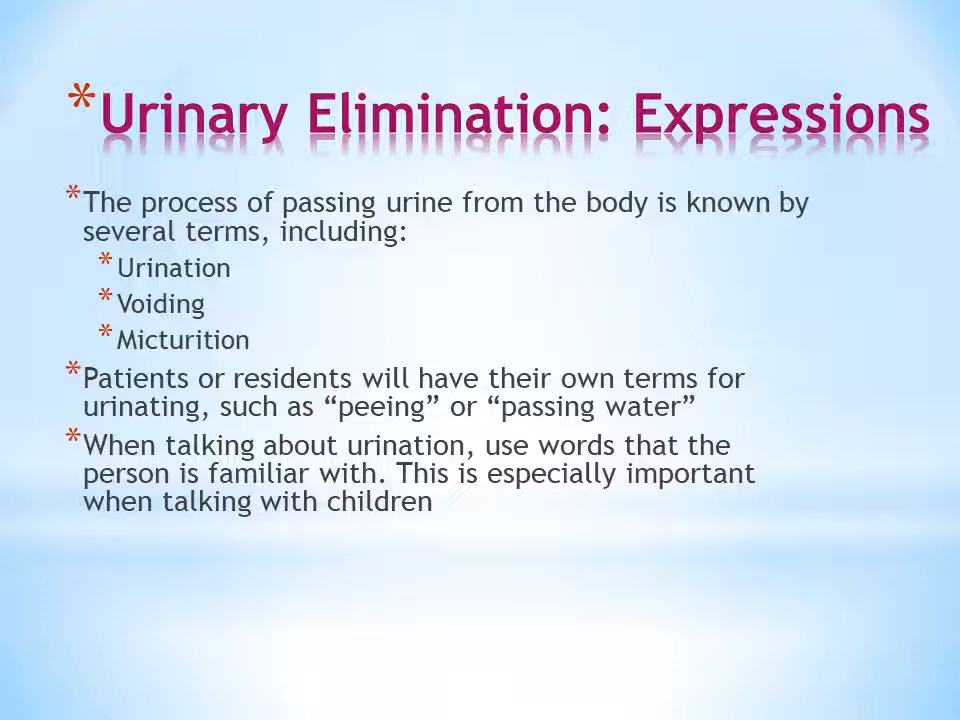 *Urinary Elimination: Expressions
*The process of passing urine from the body is known by
several terms, including:
*Urination
*Voiding
*Micturition
*Patients or residents will have their own terms for
urinating, such as “peeing” or “passing water”
*When talking about urination, use words that the
person is familiar with. This is especially important
when talking with children